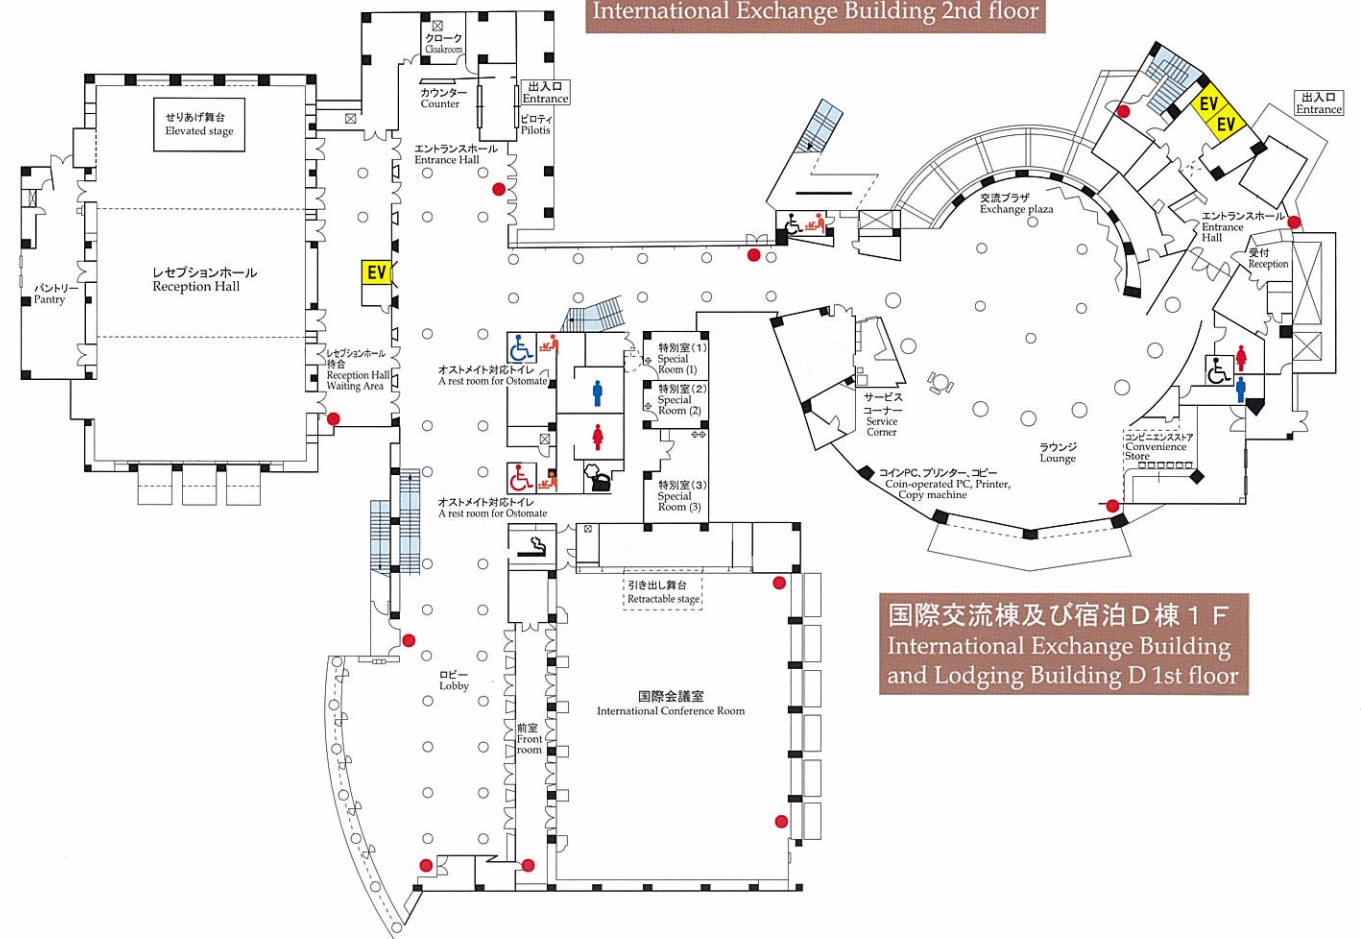 International Exchange Building 2nd floor
クローク
Cloakroom
カウンター
Counter
出入口
Entrance
ピロティ
Pilotis
せりあげ舞台
Elevated stage
エントランスホール
Entrance Hall
レセプションホール
Reception Hall
パントリー
Pantry
EV
レセプションホール
待合
Reception Hall
Waiting Area
オストメイト対応トイレ
A rest room for Ostomate
特別室(1)
Special
Room (1)
特別室(2)
Special
Room (2)
特別室(3)
Special
Room (3)
オストメイト対応トイレ
A rest room for Ostomate
引き出し舞台
Retractable stage
ロビー
Lobby
前室
Front
room
国際会議室
International Conference Room
EV
EV
出入口
Entrance
交流プラザ
Exchange plaza
エントランスホール
Entrance
Hall
受付
Reception
サービス
コーナー
Service
Corner
ラウンジ
Lounge
コンビニエンスストア
Convenience
Store
コインPC、プリンター、コピー
Coin-operated PC, Printer,
Copy machine
国際交流棟及び宿泊D棟1F
International Exchange Building
and Lodging Building D 1st floor